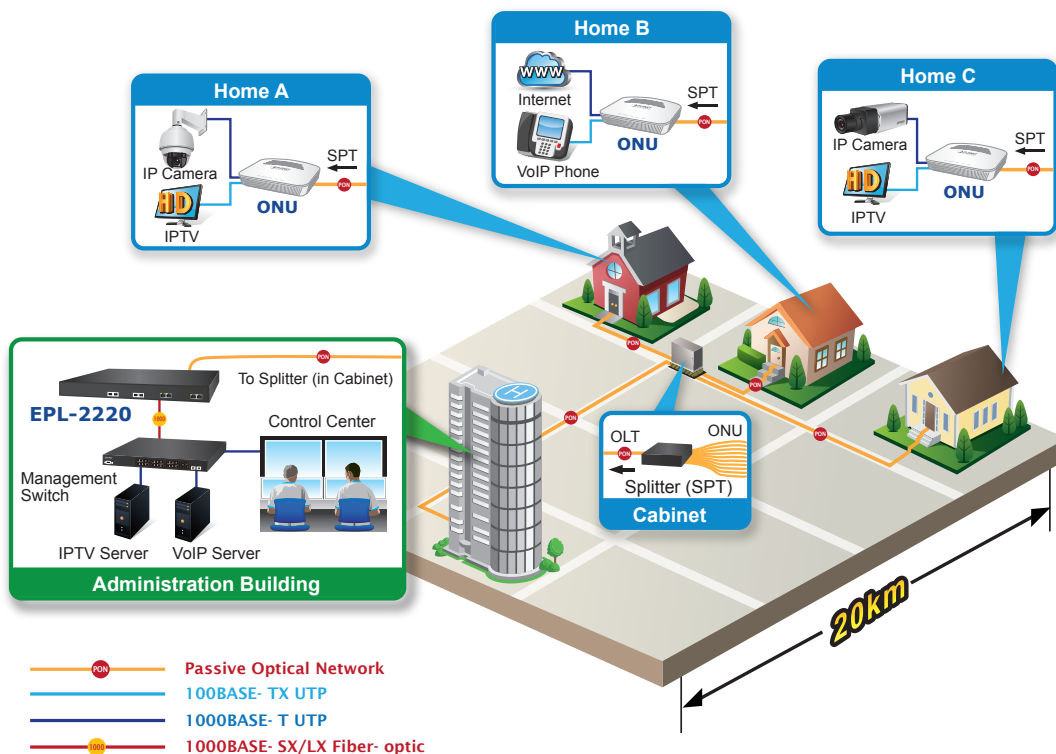 Home A
IP Camera
SPT
PON
ONU
HD
IPTV
Home B
WWW
Internet
SPT
PON
ONU
VoIP Phone
Home C
IP Camera
SPT
PON
ONU
IPTV
PON
PON
PON
PON
H
PON
To Splitter (in Cabinet)
EPL-2220
1000
Control Center
Management
Switch
IPTV Server
VoIP Server
Administration Building
OLT
ONU
PON
Splitter (SPT)
Cabinet
20km
PON
Passive Optical Network
100BASE- TX UTP
1000BASE- T UTP
1000
1000BASE- SX/LX Fiber- optic